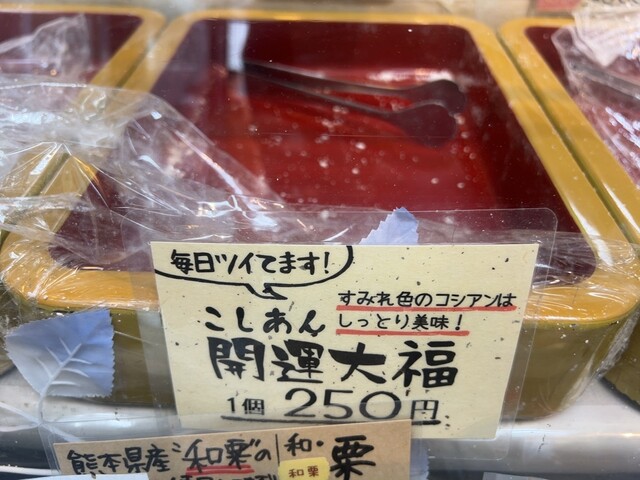 毎日ツイてます!
すみれ色のコシアンは
しっとり美味!
こしあん
開運大福
1個 250円
熊本県産"和栗"の
和・栗
和栗